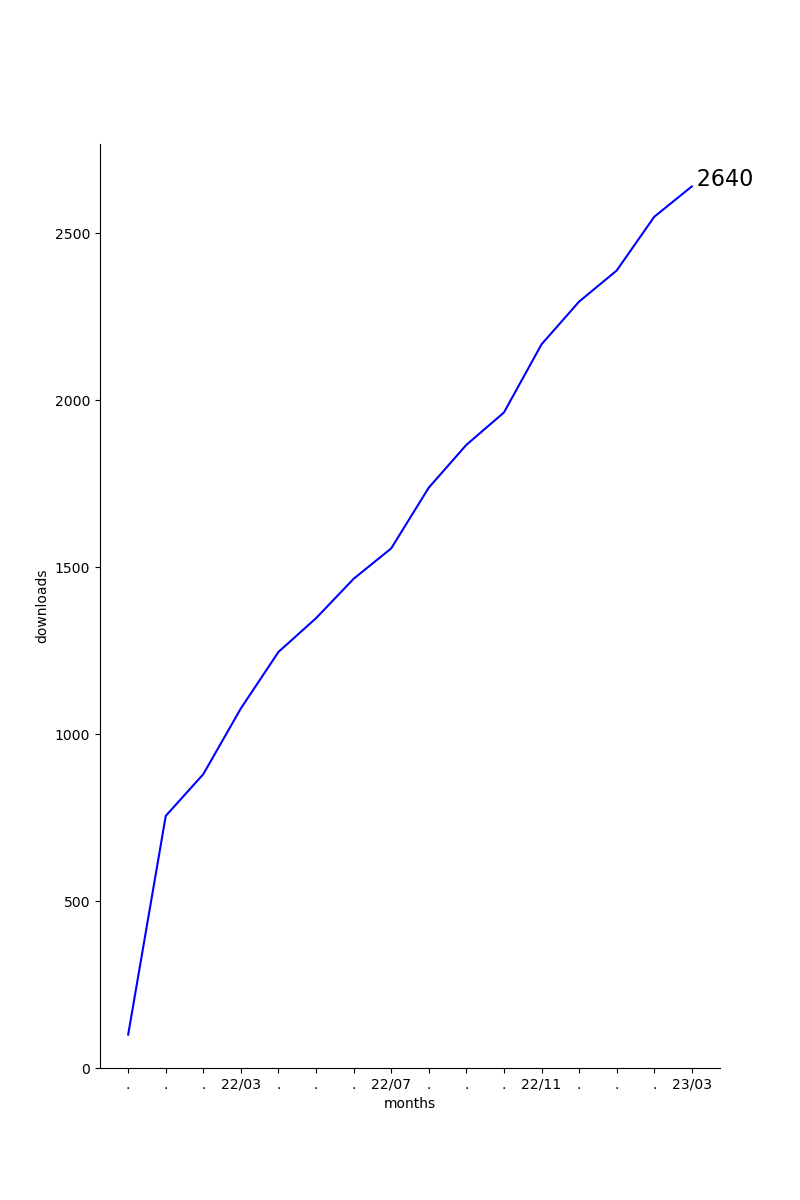 2640
2500
2000
1500
1000
500
0
downloads
. . . 22/03 . . . 22/07 . . . 22/11 . . . 23/03
months